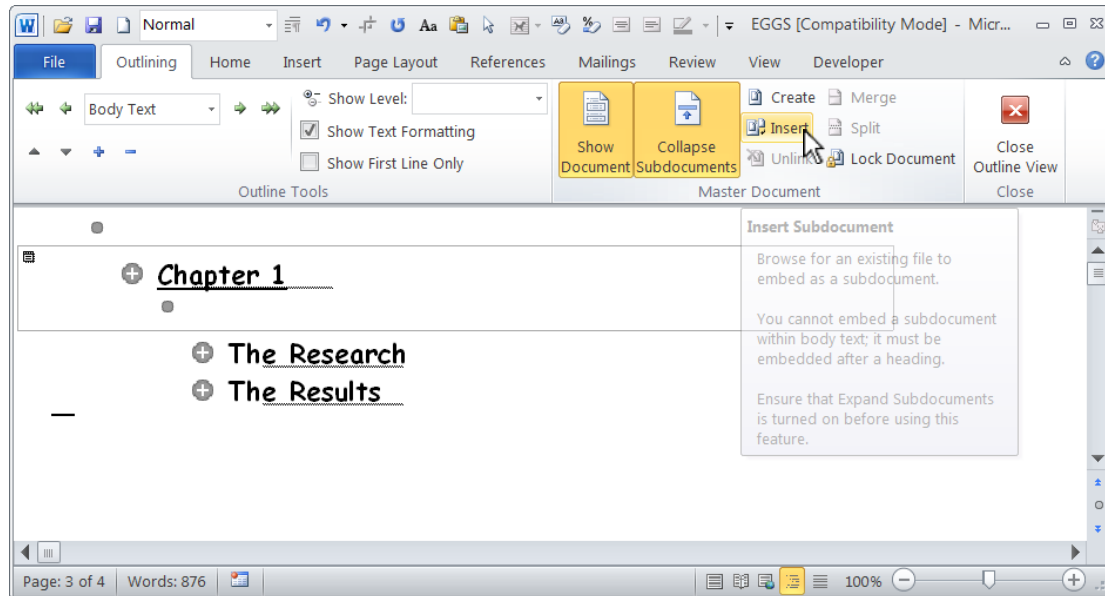 Normal
EGGS [Compatibility Mode] - Micr...
File Outlining Home Insert Page Layout References Mailings Review View Developer
Body Text
Show Level:
Show Text Formatting
Show First Line Only
Outline Tools
Show Document
Collapse Subdocuments
Create Merge
Insert Split
Unlink Lock Document
Master Document
Close Outline View
Close
Insert Subdocument
Browse for an existing file to
embed as a subdocument.
You cannot embed a subdocument
within body text; it must be
embedded after a heading.
Ensure that Expand Subdocuments
is turned on before using this
feature.
Chapter 1
The Research
The Results
Page: 3 of 4 Words: 876 100%